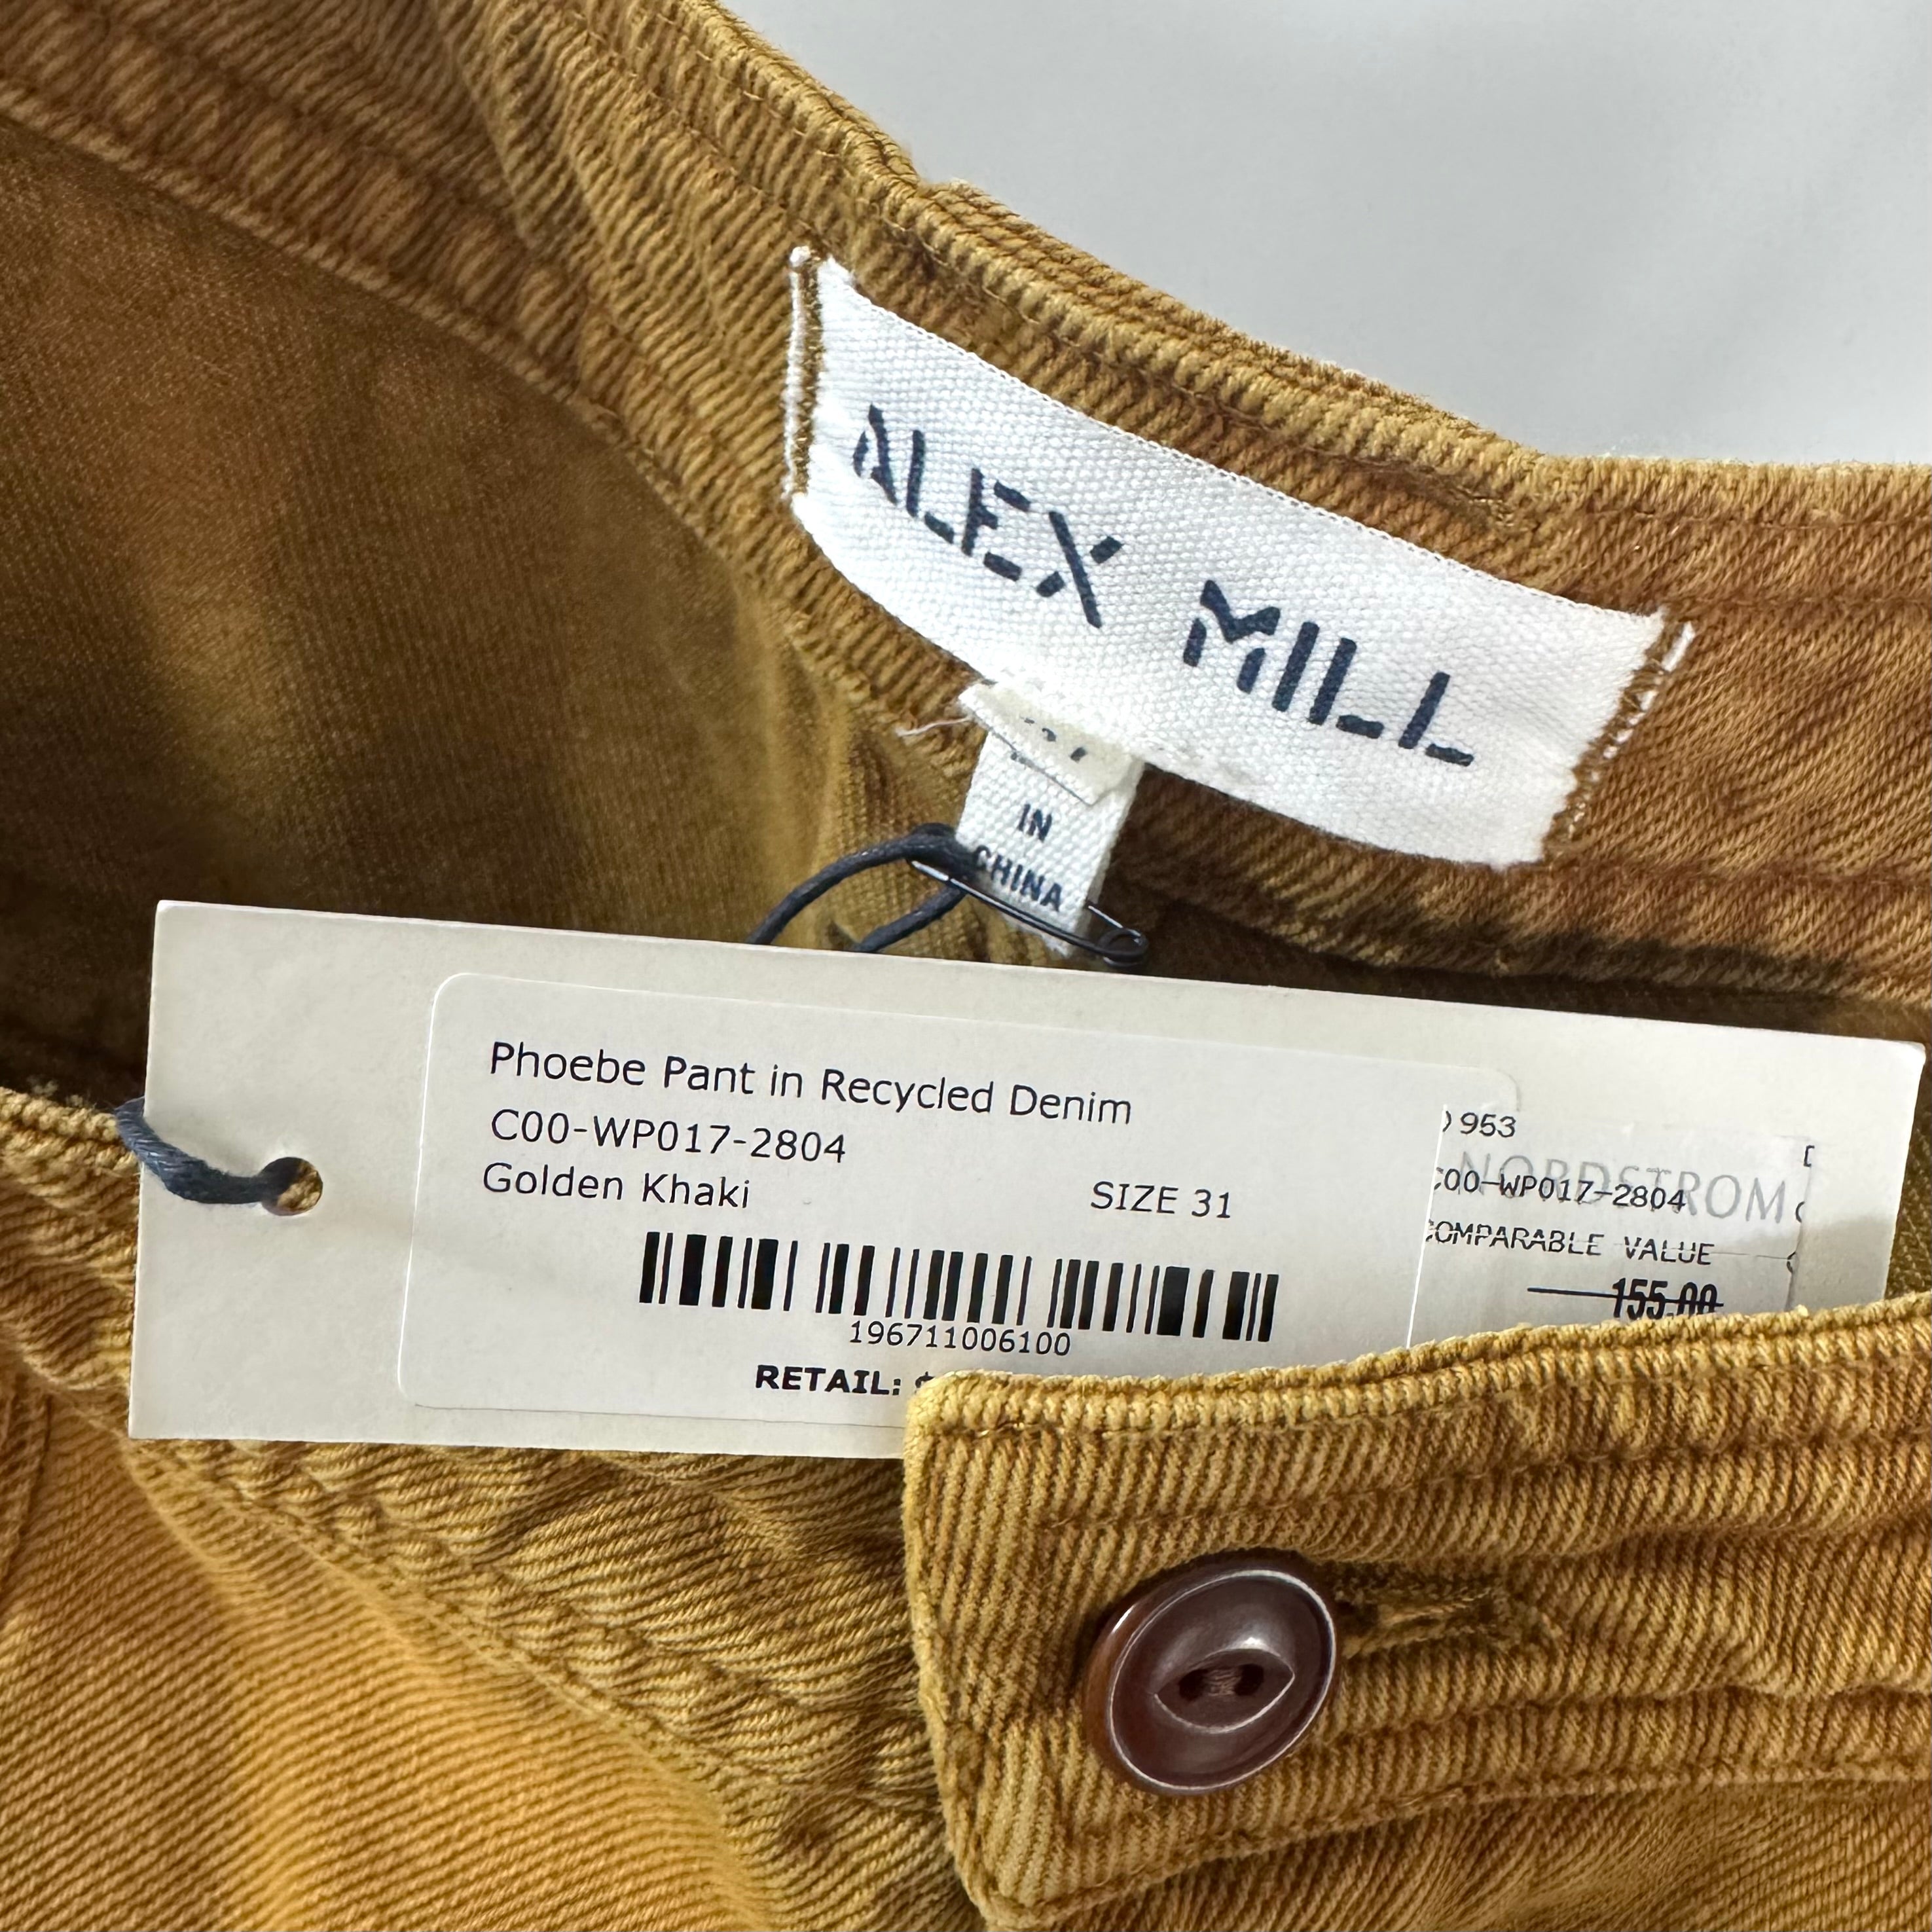 ALEX MILL
IN
CHINA
Phoebe Pant in Recycled Denim
C00-WP017-2804
Golden Khaki
SIZE 31
196711006100
RETAIL:
953
NORDSTROM
C00-WP017-2804
COMPARABLE VALUE
155.00